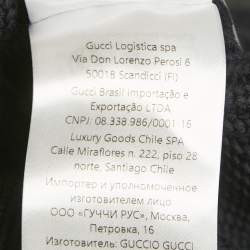 Gucci Logistica spa
Via Don Lorenzo Perosi 6
50018 Scandicci (FI)
Gucci Brasil Importação e
Exportação LTDA
CNPJ: 08.338.986/0001-16
Luxury Goods Chile SPA
Calle Miraflores n. 222, piso 28
norte, Santiago Chile
Импортер и уполномоченное
изготовителем лицо
ООО «ГУЧЧИ РУС», Москва,
Петровка, 16
Изготовитель: GUCCIO GUCCI